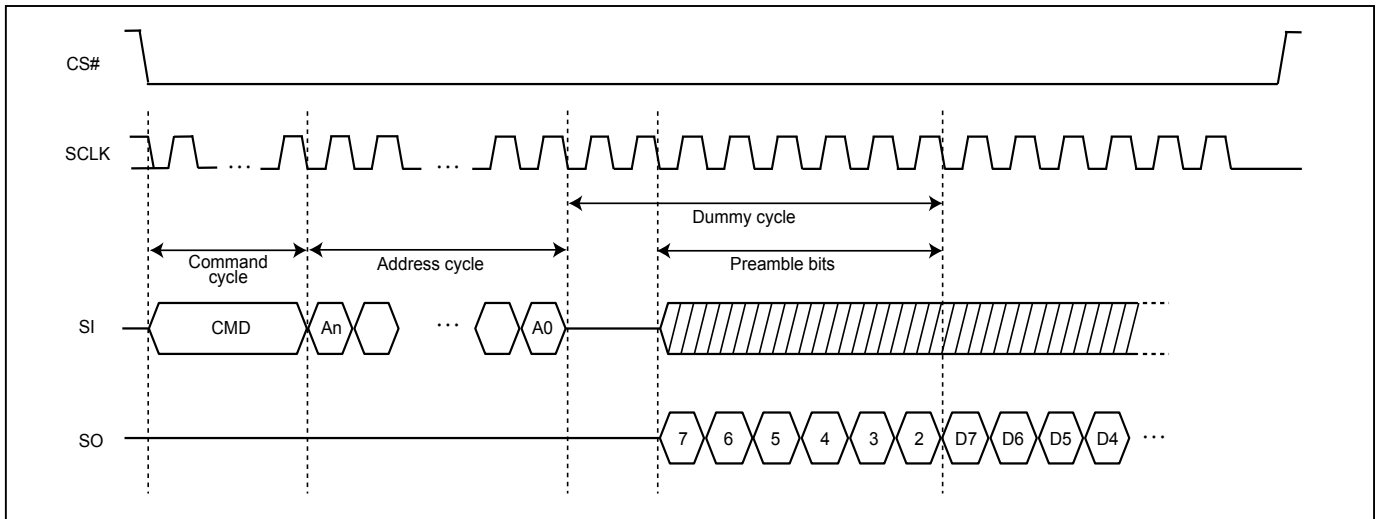 CS#
SCLK
...
...
Dummy cycle
Command
cycle
Address cycle
Preamble bits
SI
CMD
An
...
A0
SO
7
6
5
4
3
2
D7
D6
D5
D4
...